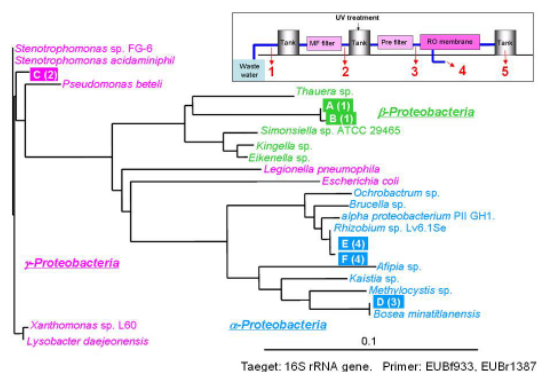 UV treatment
Tank
MF filter
Tank
Pre filter
RO membrane
Tank
Waste
water
1
2
3
4
5
Stenotrophomonas sp. FG-6
Stenotrophomonas acidaminiphil
C (2)
Pseudomonas beteli
Thauera sp.
A (1)
B (1)
β-Proteobacteria
Simonsiella sp. ATCC 29465
Kingella sp.
Eikenella sp.
Legionella pneumophila
Escherichia coli
Ochrobactrum sp.
Brucella sp.
alpha proteobacterium PII GH1.
Rhizobium sp. Lv6.1Se
E (4)
F (4)
γ-Proteobacteria
Afipia sp.
Kaistia sp.
Methylocystis sp.
D (3)
Bosea minatitlanensis
α-Proteobacteria
Xanthomonas sp. L60
Lysobacter daejeonensis
0.1
Taeget: 16S rRNA gene. Primer: EUBf933, EUBr1387